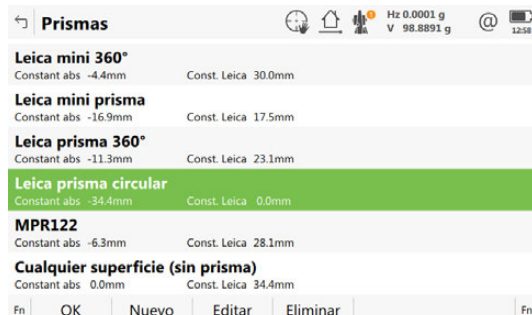 Prismas
Hz 0.0001 g
V 98.8891 g
@
12:58
Leica mini 360°
Constant abs -4.4mm Const. Leica 30.0mm
Leica mini prisma
Constant abs -16.9mm Const. Leica 17.5mm
Leica prisma 360°
Constant abs -11.3mm Const. Leica 23.1mm
Leica prisma circular
Constant abs -34.4mm Const. Leica 0.0mm
MPR122
Constant abs -6.3mm Const. Leica 28.1mm
Cualquier superficie (sin prisma)
Constant abs 0.0mm Const. Leica 34.4mm
Fn OK Nuevo Editar Eliminar Fn